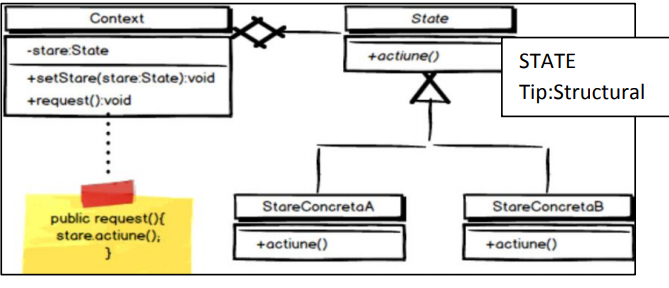 Context
-stare:State
+setStare(stare:State):void
+request():void
State
+actiune()
STATE
Tip:Structural
public request(){
stare.actiune();
}
StareConcretaA
+actiune()
StareConcretaB
+actiune()